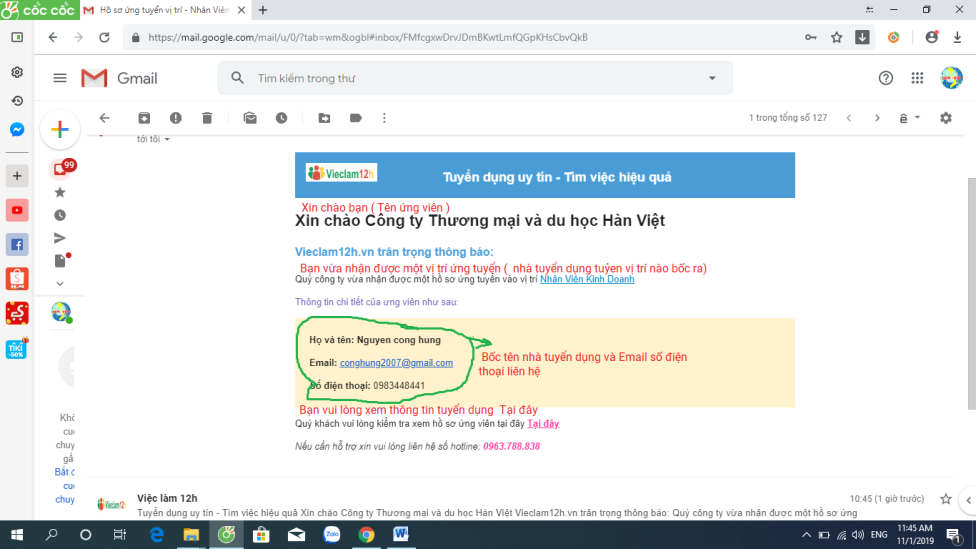 cốc cốc
Hồ sơ ứng tuyển vị trí - Nhân Viên
https://mail.google.com/mail/u/0/?tab=wm&ogbl#inbox/FMfcgxwDrvJDmBKwtLmfQGpKHsCbvQkB
Gmail
Tìm kiếm trong thư
1 trong tổng số 127
tới tôi
99
Vieclam12h
Tuyển dụng uy tín - Tìm việc hiệu quả
Xin chào bạn ( Tên ứng viên )
Xin chào Công ty Thương mại và du học Hàn Việt
Vieclam12h.vn trân trọng thông báo:
Bạn vừa nhận được một vị trí ứng tuyển ( nhà tuyển dụng tuyẻn vị trí nào bốc ra)
Quý công ty vừa nhận được một hồ sơ ứng tuyển vào vị trí Nhân Viên Kinh Doanh
Thông tin chi tiết của ưng viên như sau:
Họ và tên: Nguyen cong hung
Email: conghung2007@gmail.com
Số điện thoại: 0983448441
Bốc tên nhà tuyển dụng và Email số điện
thoại liên hệ
Bạn vui lòng xem thông tin tuyển dụng Tại đây
Quý khách vui lòng kiểm tra xem hồ sơ ứng viên tại đây Tại đây
Nếu cần hỗ trợ xin vui lòng liên hệ số hotline: 0963.788.838
Khô
cuc
chuy
gầ
Bắt đ
cuc
chuy
TIKI
-50%
Vieclam12h
Việc làm 12h
10:45 (1 giờ trước)
Tuyển dụng uy tín - Tìm việc hiệu quả Xin chào Công ty Thương mại và du học Hàn Việt Vieclam12h.vn trân trọng thông báo: Quý công ty vừa nhận được một hồ sơ ứng
Zalo
ENG
11:45 AM
11/1/2019
1